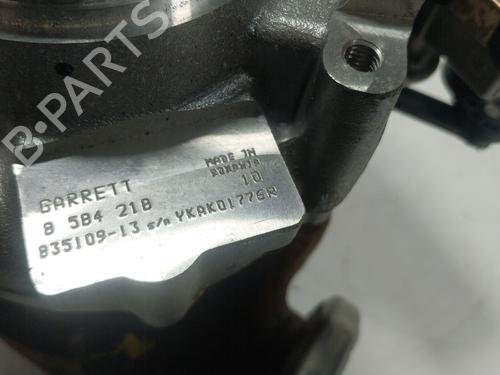 B-PARTS
GARRETT
MADE IN
ROMANIA
8 584 218
10
835109-13 s/n YKAK01776R